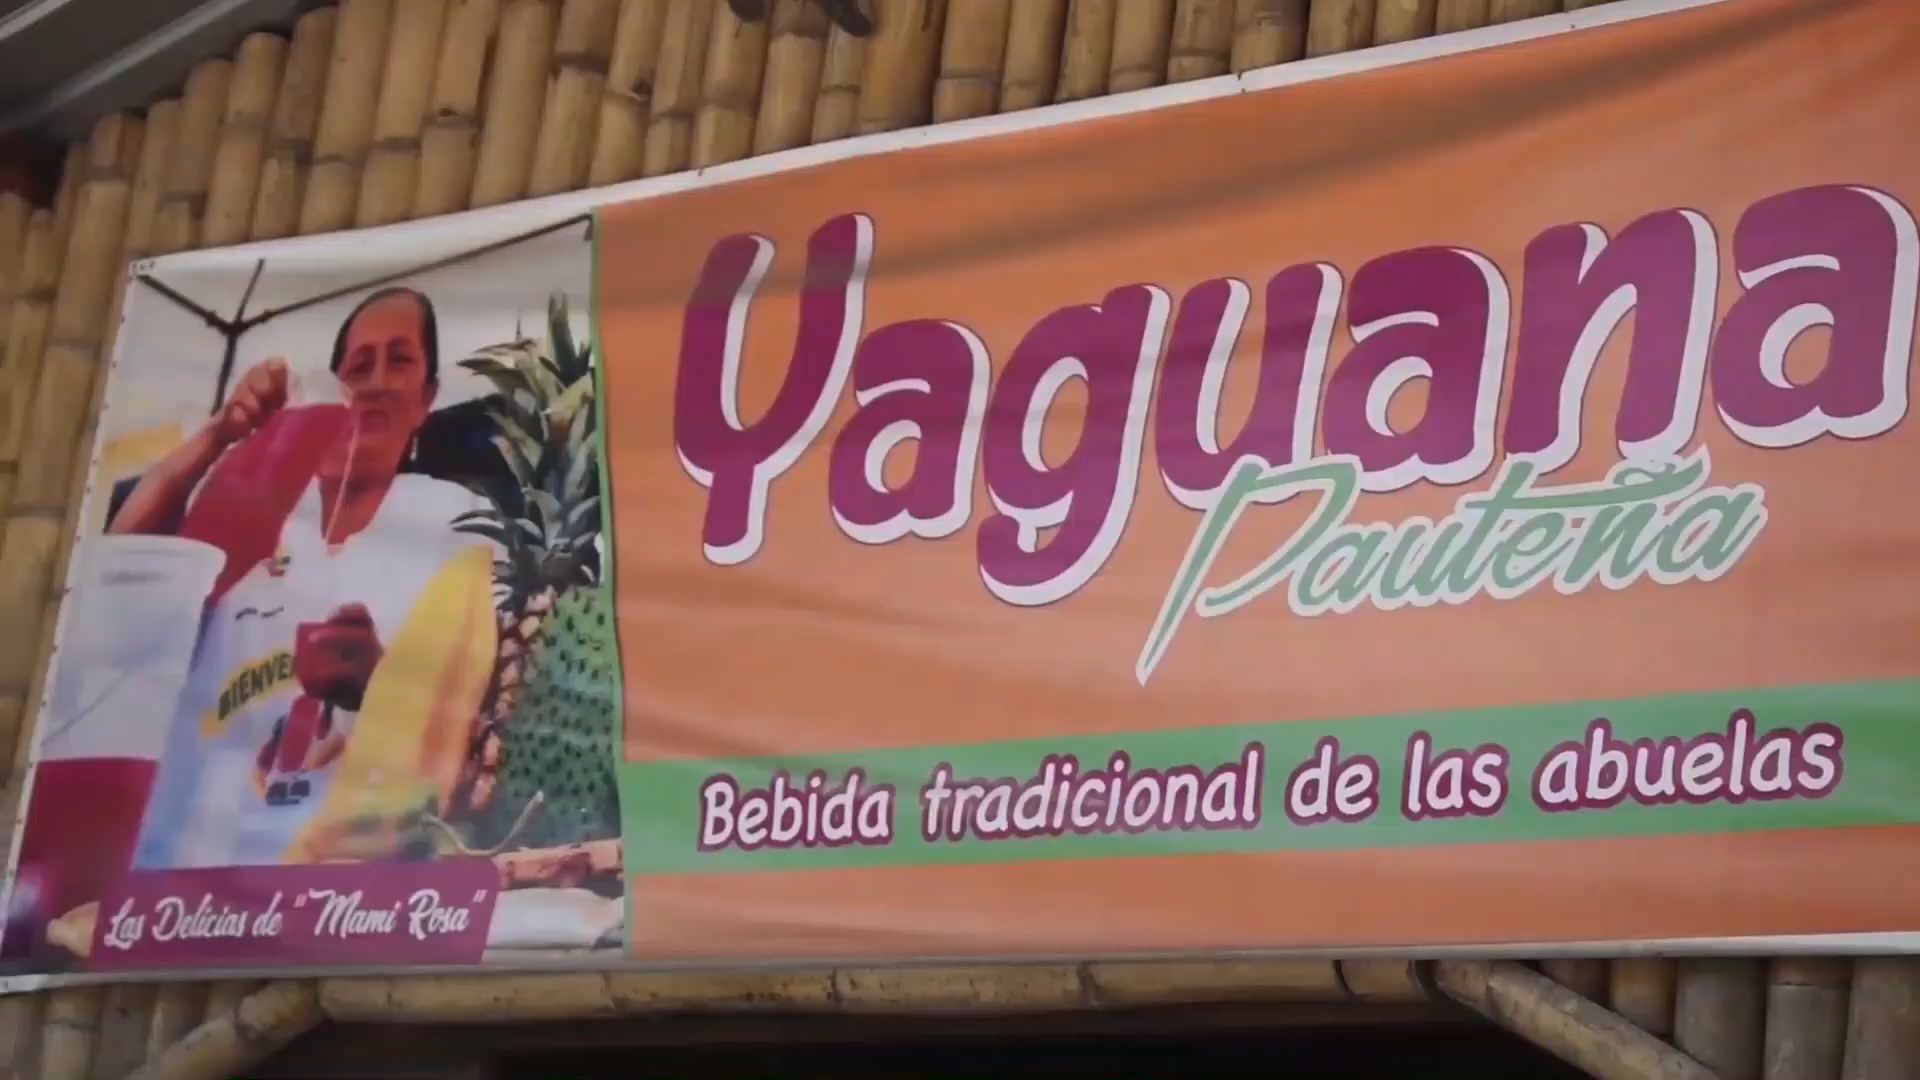 Yaguana
Pauteña
Bebida tradicional de las abuelas
Las Delicias de "Mami Rosa"